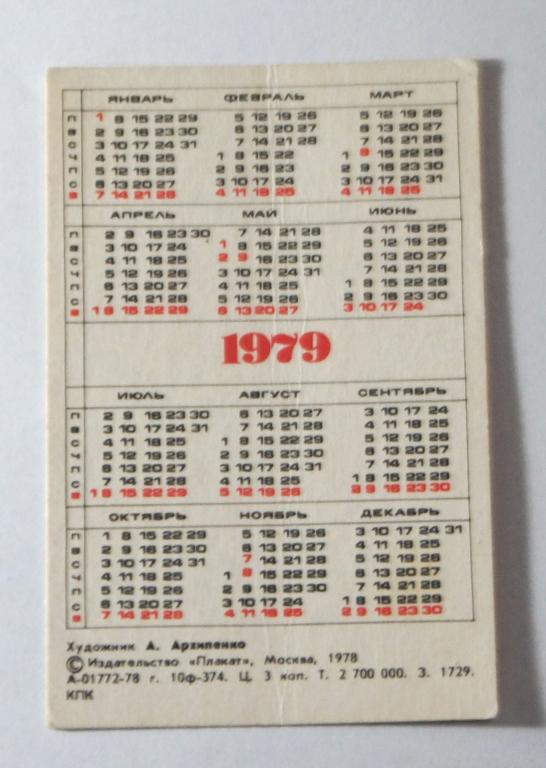 ЯНВАРЬ ФЕВРАЛЬ МАРТ
П 1 8 15 22 29 5 12 19 26 5 12 19 26
В 2 9 16 23 30 6 13 20 27 6 13 20 27
С 3 10 17 24 31 7 14 21 28 7 14 21 28
Ч 4 11 18 25 1 8 15 22 1 8 15 22 29
П 5 12 19 26 2 9 16 23 2 9 16 23 30
С 6 13 20 27 3 10 17 24 3 10 17 24 31
В 7 14 21 28 4 11 18 25 4 11 18 25
АПРЕЛЬ МАЙ ИЮНЬ
П 2 9 16 23 30 7 14 21 28 4 11 18 25
В 3 10 17 24 1 8 15 22 29 5 12 19 26
С 4 11 18 25 2 9 16 23 30 6 13 20 27
Ч 5 12 19 26 3 10 17 24 31 7 14 21 28
П 6 13 20 27 4 11 18 25 1 8 15 22 29
С 7 14 21 28 5 12 19 26 2 9 16 23 30
В 1 8 15 22 29 6 13 20 27 3 10 17 24
1979
ИЮЛЬ АВГУСТ СЕНТЯБРЬ
П 2 9 16 23 30 6 13 20 27 3 10 17 24
В 3 10 17 24 31 7 14 21 28 4 11 18 25
С 4 11 18 25 1 8 15 22 29 5 12 19 26
Ч 5 12 19 26 2 9 16 23 30 6 13 20 27
П 6 13 20 27 3 10 17 24 31 7 14 21 28
С 7 14 21 28 4 11 18 25 1 8 15 22 29
В 1 8 15 22 29 5 12 19 26 2 9 16 23 30
ОКТЯБРЬ НОЯБРЬ ДЕКАБРЬ
П 1 8 15 22 29 5 12 19 26 3 10 17 24 31
В 2 9 16 23 30 6 13 20 27 4 11 18 25
С 3 10 17 24 31 7 14 21 28 5 12 19 26
Ч 4 11 18 25 1 8 15 22 29 6 13 20 27
П 5 12 19 26 2 9 16 23 30 7 14 21 28
С 6 13 20 27 3 10 17 24 1 8 15 22 29
В 7 14 21 28 4 11 18 25 2 9 16 23 30
Художник А. Архипенко
© Издательство «Плакат», Москва, 1978
А-01772-78 г. 10ф-374. Ц. 3 коп. Т. 2 700 000. З. 1729.
КПК